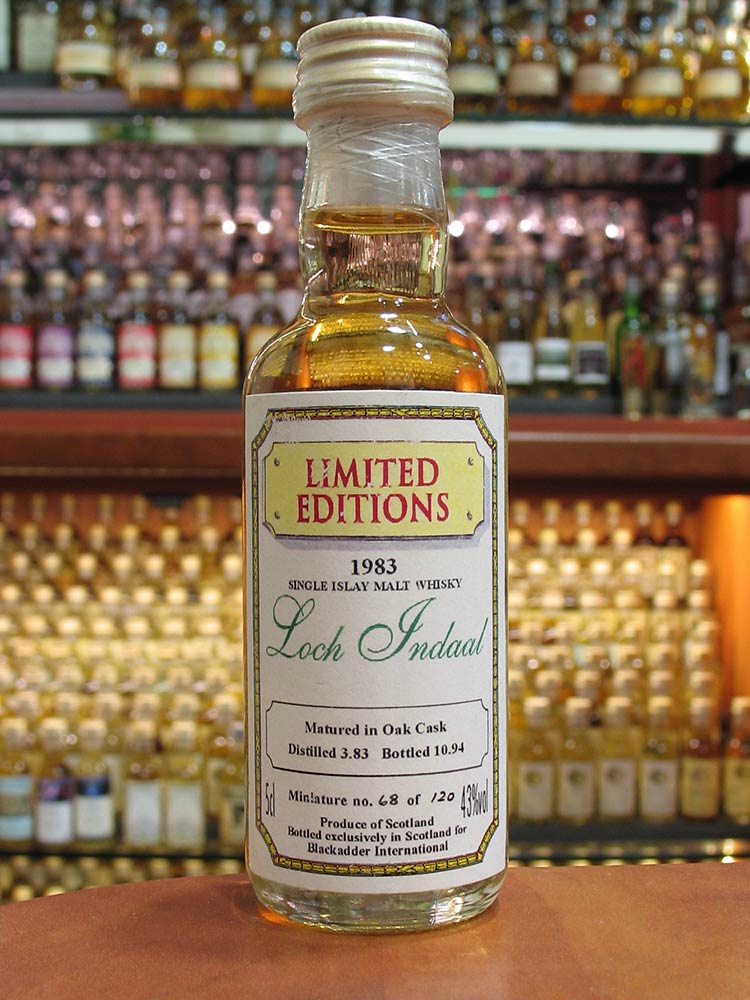 LIMITED
EDITIONS
1983
SINGLE ISLAY MALT WHISKY
Loch Indaal
Matured in Oak Cask
Distilled 3.83 Bottled 10.94
5cl
Miniature no. 68 of 120
43%vol
Produce of Scotland
Bottled exclusively in Scotland for
Blackadder International